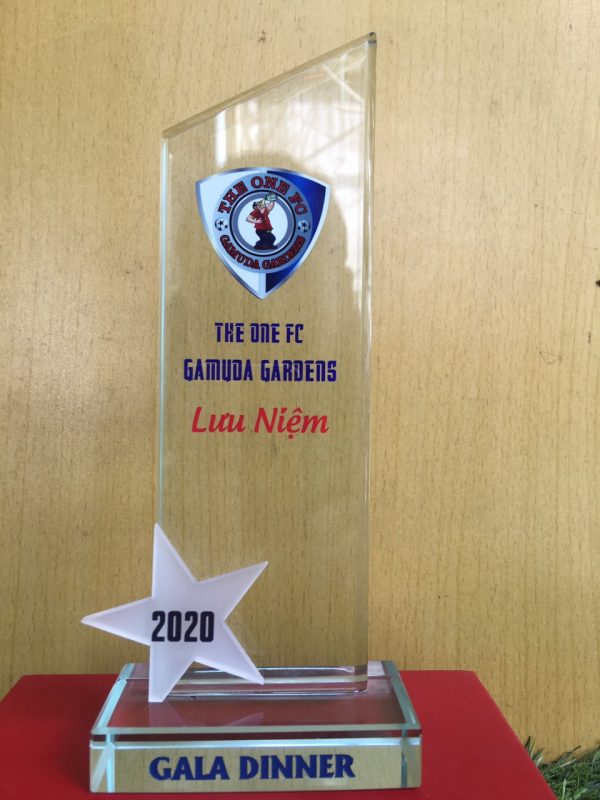 THE ONE FC
GAMUDA GARDENS
THE ONE FC
GAMUDA GARDENS
Lưu Niệm
2020
GALA DINNER